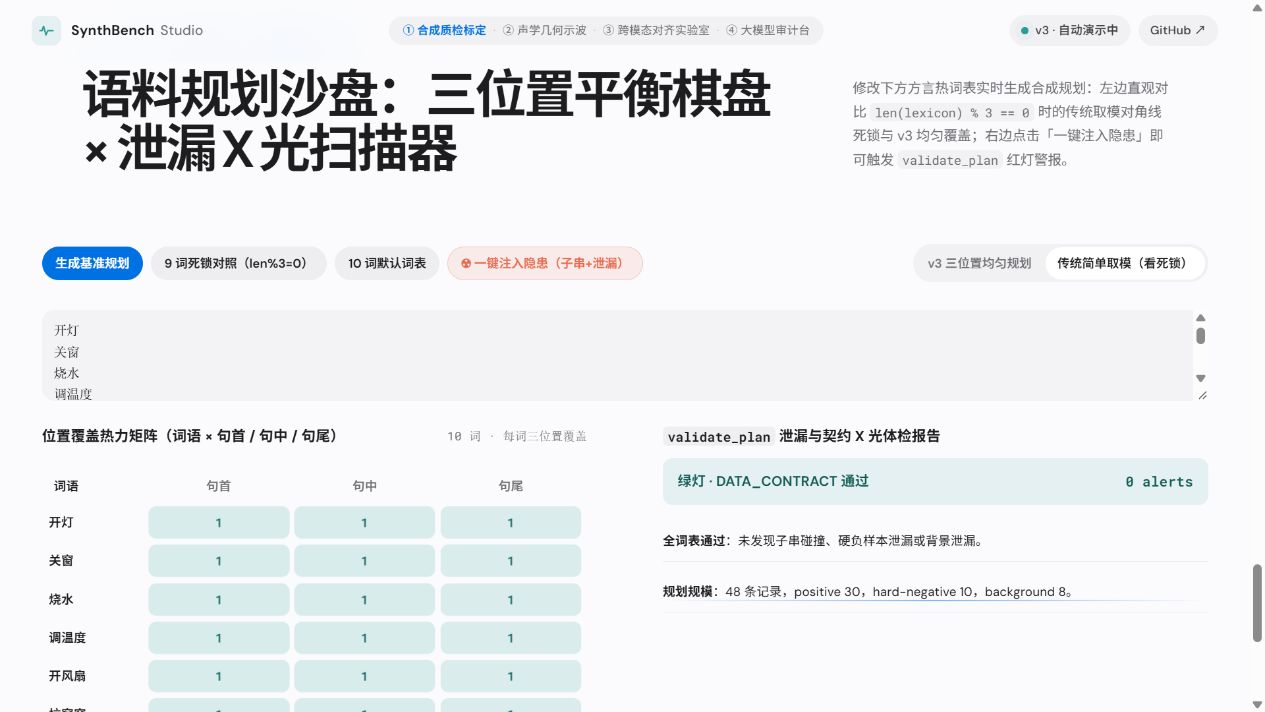 SynthBench Studio
① 合成质检标定 · ② 声学几何示波 · ③ 跨模态对齐实验室 · ④ 大模型审计台
v3 · 自动演示中
GitHub ↗
语料规划沙盘：三位置平衡棋盘
× 泄漏 X 光扫描器
修改下方方言热词表实时生成合成规划：左边直观对
比 len(lexicon) % 3 == 0 时的传统取模对角线
死锁与 v3 均匀覆盖；右边点击「一键注入隐患」即
可触发 validate_plan 红灯警报。
生成基准规划
9 词死锁对照（len%3=0）
10 词默认词表
☢ 一键注入隐患（子串+泄漏）
v3 三位置均匀规划
传统简单取模（看死锁）
开灯
关窗
烧水
调温度
位置覆盖热力矩阵（词语 × 句首 / 句中 / 句尾）
10 词 · 每词三位置覆盖
词语 句首 句中 句尾
开灯 1 1 1
关窗 1 1 1
烧水 1 1 1
调温度 1 1 1
开风扇 1 1 1
validate_plan 泄漏与契约 X 光体检报告
绿灯 · DATA_CONTRACT 通过 0 alerts
全词表通过：未发现子串碰撞、硬负样本泄漏或背景泄漏。
规划规模：48 条记录，positive 30，hard-negative 10，background 8。